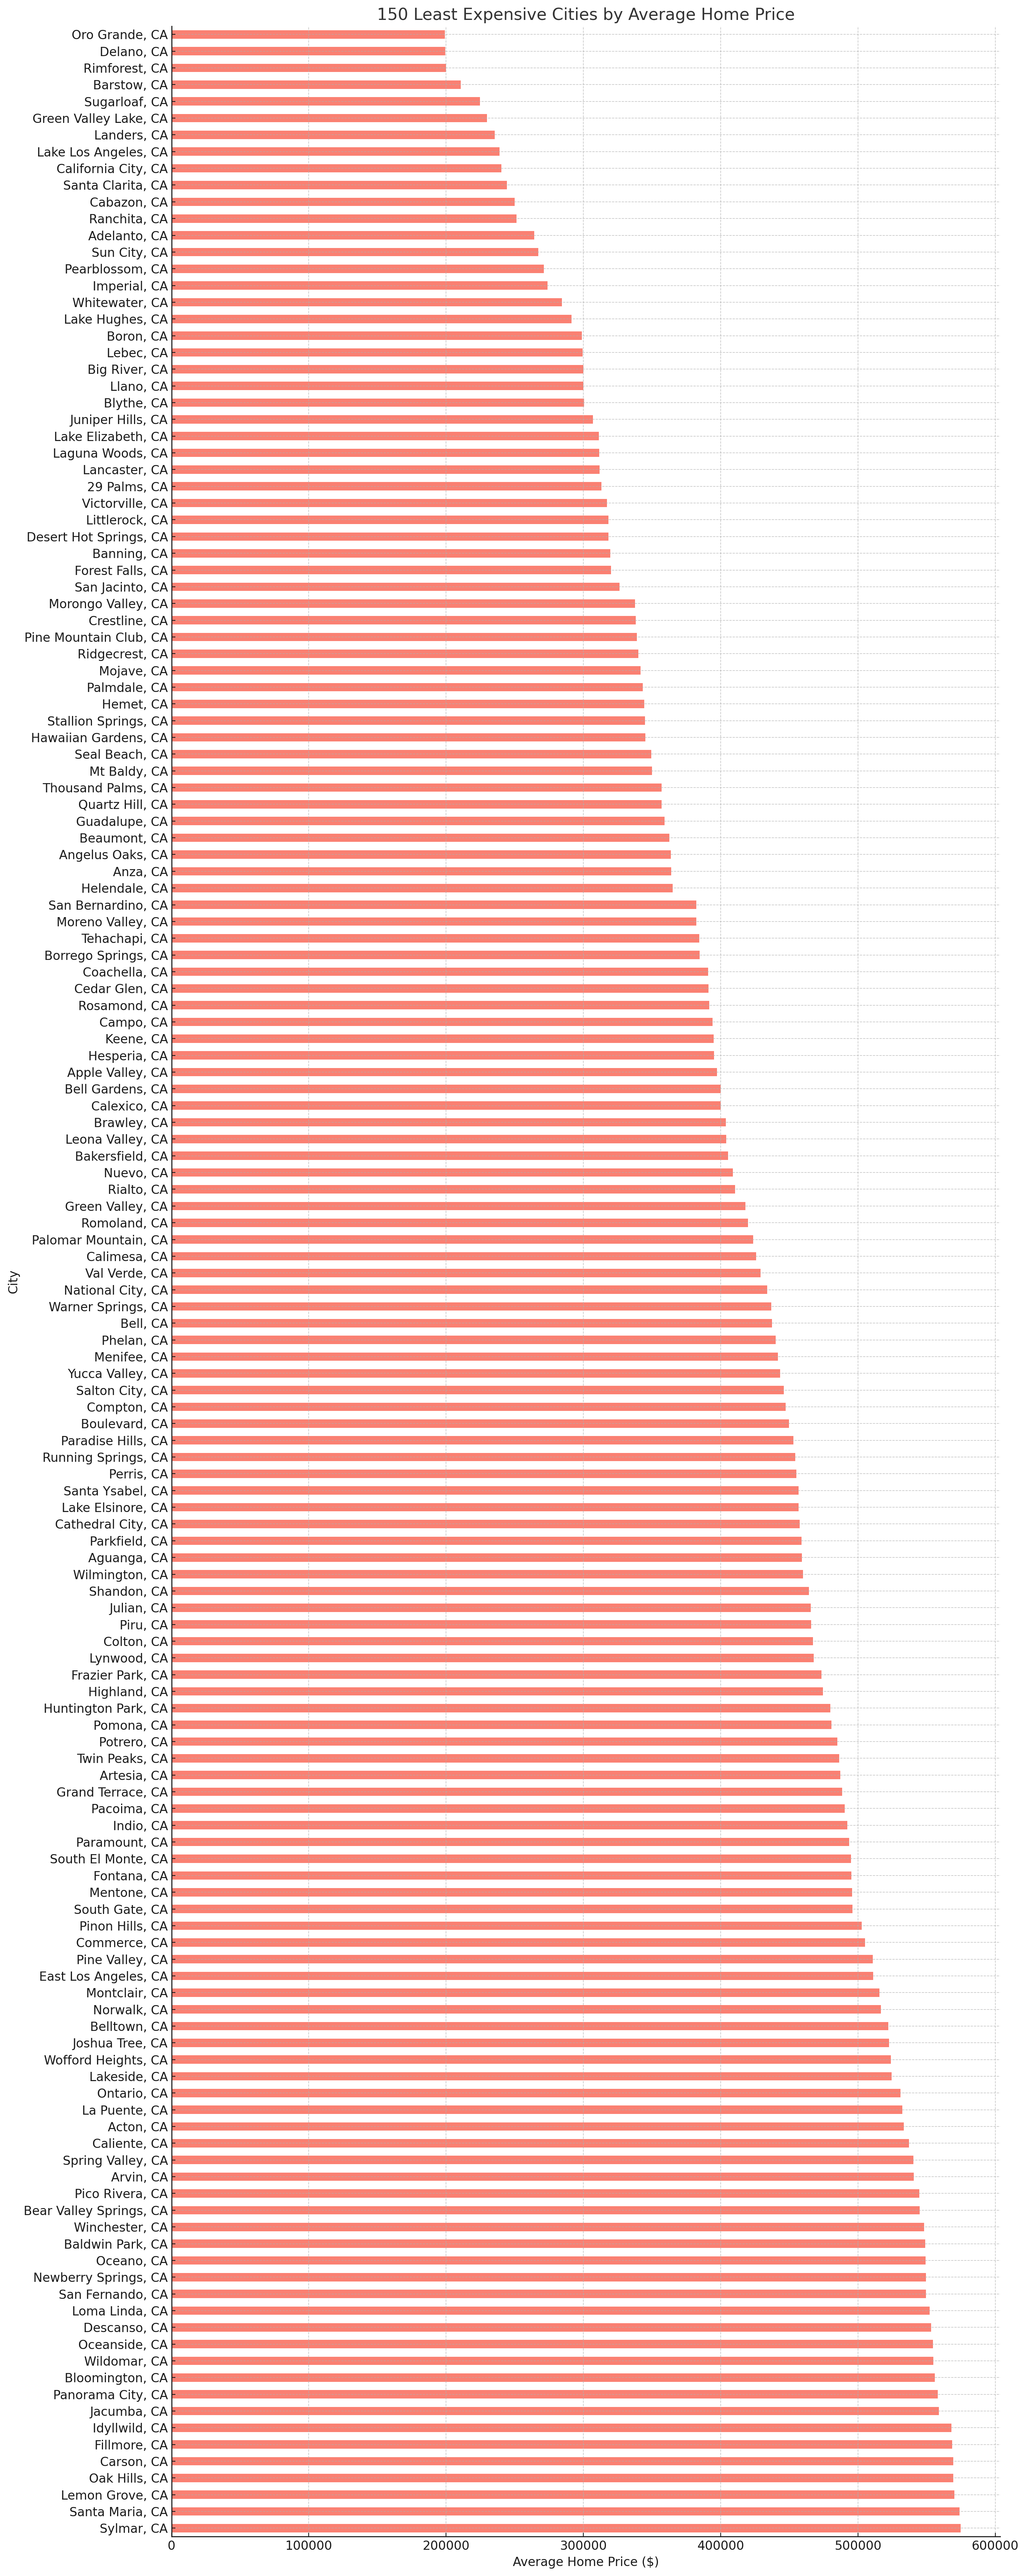 150 Least Expensive Cities by Average Home Price
Oro Grande, CA
Delano, CA
Rimforest, CA
Barstow, CA
Sugarloaf, CA
Green Valley Lake, CA
Landers, CA
Lake Los Angeles, CA
California City, CA
Santa Clarita, CA
Cabazon, CA
Ranchita, CA
Adelanto, CA
Sun City, CA
Pearblossom, CA
Imperial, CA
Whitewater, CA
Lake Hughes, CA
Boron, CA
Lebec, CA
Big River, CA
Llano, CA
Blythe, CA
Juniper Hills, CA
Lake Elizabeth, CA
Laguna Woods, CA
Lancaster, CA
29 Palms, CA
Victorville, CA
Littlerock, CA
Desert Hot Springs, CA
Banning, CA
Forest Falls, CA
San Jacinto, CA
Morongo Valley, CA
Crestline, CA
Pine Mountain Club, CA
Ridgecrest, CA
Mojave, CA
Palmdale, CA
Hemet, CA
Stallion Springs, CA
Hawaiian Gardens, CA
Seal Beach, CA
Mt Baldy, CA
Thousand Palms, CA
Quartz Hill, CA
Guadalupe, CA
Beaumont, CA
Angelus Oaks, CA
Anza, CA
Helendale, CA
San Bernardino, CA
Moreno Valley, CA
Tehachapi, CA
Borrego Springs, CA
Coachella, CA
Cedar Glen, CA
Rosamond, CA
Campo, CA
Keene, CA
Hesperia, CA
Apple Valley, CA
Bell Gardens, CA
Calexico, CA
Brawley, CA
Leona Valley, CA
Bakersfield, CA
Nuevo, CA
Rialto, CA
Green Valley, CA
Romoland, CA
Palomar Mountain, CA
Calimesa, CA
Val Verde, CA
National City, CA
Warner Springs, CA
Bell, CA
Phelan, CA
Menifee, CA
Yucca Valley, CA
Salton City, CA
Compton, CA
Boulevard, CA
Paradise Hills, CA
Running Springs, CA
Perris, CA
Santa Ysabel, CA
Lake Elsinore, CA
Cathedral City, CA
Parkfield, CA
Aguanga, CA
Wilmington, CA
Shandon, CA
Julian, CA
Piru, CA
Colton, CA
Lynwood, CA
Frazier Park, CA
Highland, CA
Huntington Park, CA
Pomona, CA
Potrero, CA
Twin Peaks, CA
Artesia, CA
Grand Terrace, CA
Pacoima, CA
Indio, CA
Paramount, CA
South El Monte, CA
Fontana, CA
Mentone, CA
South Gate, CA
Pinon Hills, CA
Commerce, CA
Pine Valley, CA
East Los Angeles, CA
Montclair, CA
Norwalk, CA
Belltown, CA
Joshua Tree, CA
Wofford Heights, CA
Lakeside, CA
Ontario, CA
La Puente, CA
Acton, CA
Caliente, CA
Spring Valley, CA
Arvin, CA
Pico Rivera, CA
Bear Valley Springs, CA
Winchester, CA
Baldwin Park, CA
Oceano, CA
Newberry Springs, CA
San Fernando, CA
Loma Linda, CA
Descanso, CA
Oceanside, CA
Wildomar, CA
Bloomington, CA
Panorama City, CA
Jacumba, CA
Idyllwild, CA
Fillmore, CA
Carson, CA
Oak Hills, CA
Lemon Grove, CA
Santa Maria, CA
Sylmar, CA
City
0 100000 200000 300000 400000 500000 600000
Average Home Price ($)